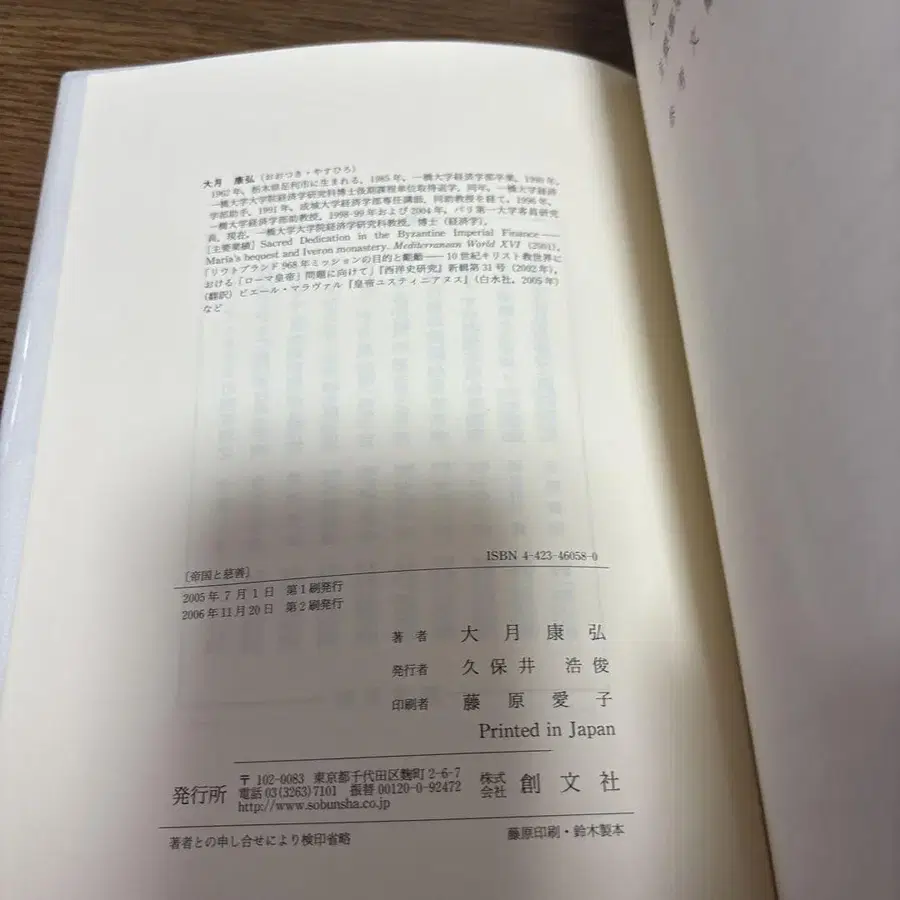 大月 康弘（おおつき・やすひろ）
1962年，栃木県足利市に生まれる．1985年，一橋大学経済学部卒業，1990年，
一橋大学大学院経済学研究科博士後期課程単位取得退学，同年，一橋大学経済
学部助手，1991年，成城大学経済学部専任講師，同助教授を経て，1996年，
一橋大学経済学部助教授．1998-99年および2004年，パリ第一大学客員研究
員．現在，一橋大学大学院経済学研究科教授，博士（経済学）．
〔主要業績〕Sacred Dedication in the Byzantine Imperial Finance——
Maria's bequest and Iveron monastery. Mediterranean World XVI (2001),
「リウトプランド968年ミッションの目的と齟齬——10世紀キリスト教世界に
おける「ローマ皇帝」問題に向けて」『西洋史研究』新輯第31号（2002年），
（翻訳）ピエール・マラヴァル『皇帝ユスティニアヌス』（白水社，2005年）
など
ISBN 4-423-46058-0
〔帝国と慈善〕
2005年7月1日 第1刷発行
2006年11月20日 第2刷発行
著者 大月康弘
発行者 久保井浩俊
印刷者 藤原愛子
Printed in Japan
発行所
〒102-0083 東京都千代田区麴町2-6-7
電話03(3263)7101 振替00120-0-92472
http://www.sobunsha.co.jp
株式会社 創文社
著者との申し合せにより検印省略
藤原印刷・鈴木製本